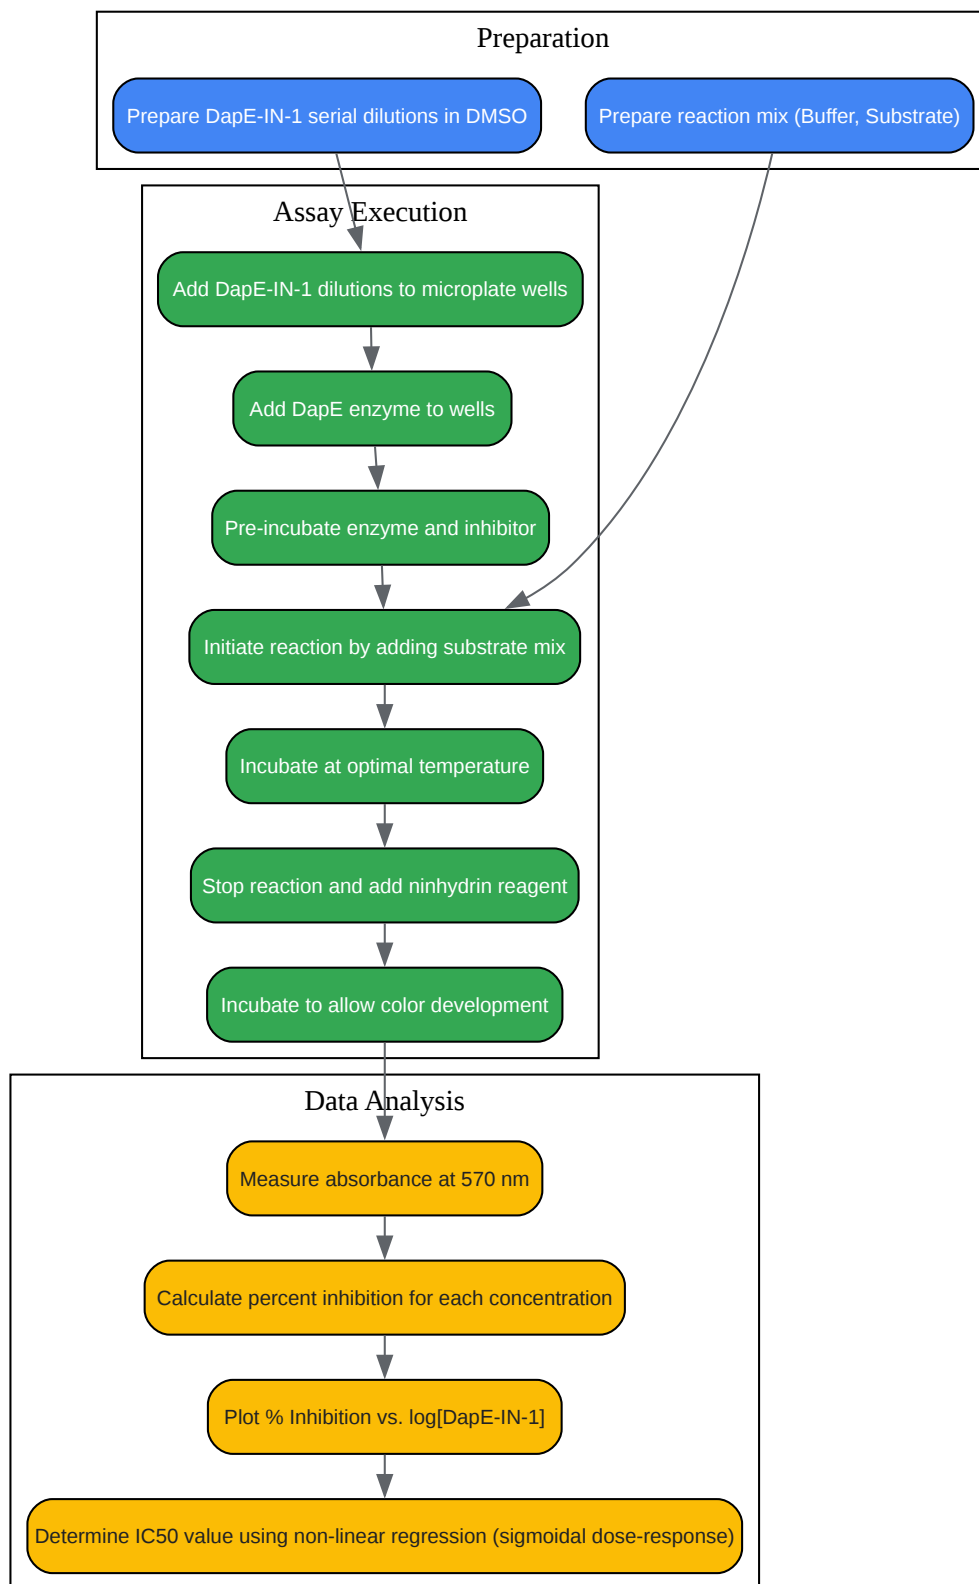 Preparation
Prepare DapE-IN-1 serial dilutions in DMSO
Prepare reaction mix (Buffer, Substrate)
Assay Execution
Add DapE-IN-1 dilutions to microplate wells
Add DapE enzyme to wells
Pre-incubate enzyme and inhibitor
Initiate reaction by adding substrate mix
Incubate at optimal temperature
Stop reaction and add ninhydrin reagent
Incubate to allow color development
Data Analysis
Measure absorbance at 570 nm
Calculate percent inhibition for each concentration
Plot % Inhibition vs. log[DapE-IN-1]
Determine IC50 value using non-linear regression (sigmoidal dose-response)